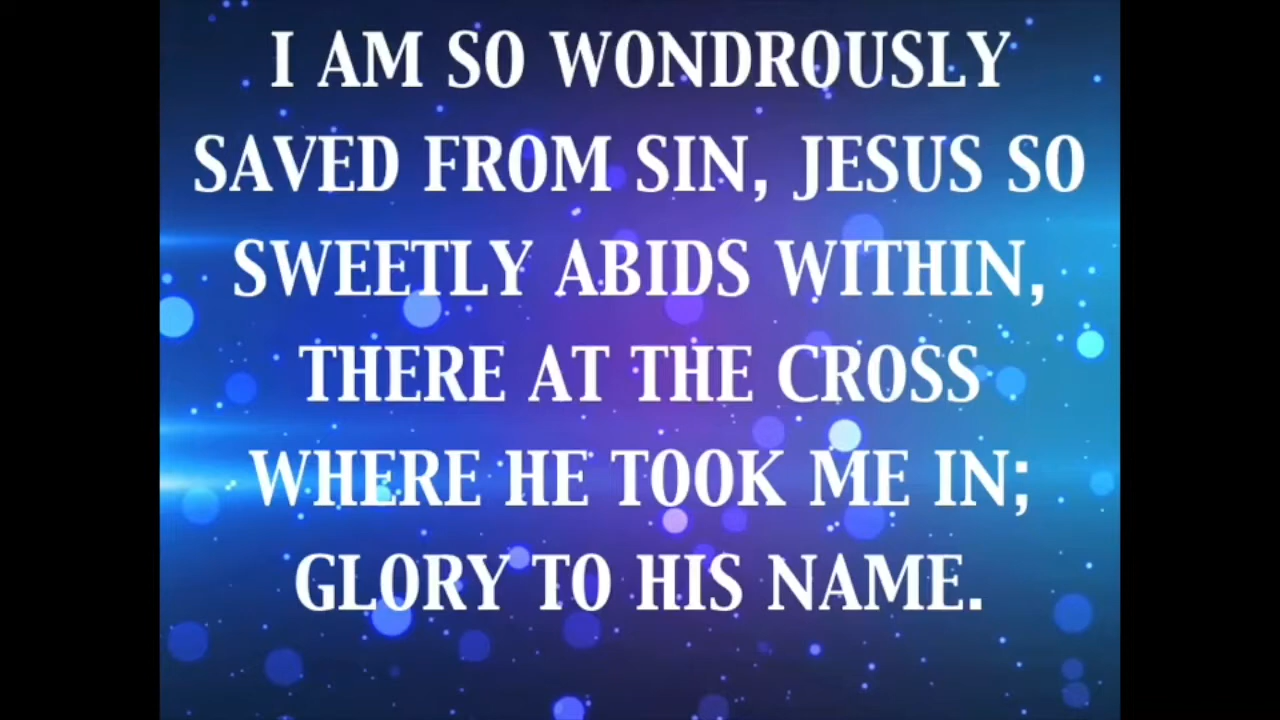 I AM SO WONDROUSLY
SAVED FROM SIN, JESUS SO
SWEETLY ABIDS WITHIN,
THERE AT THE CROSS
WHERE HE TOOK ME IN;
GLORY TO HIS NAME.